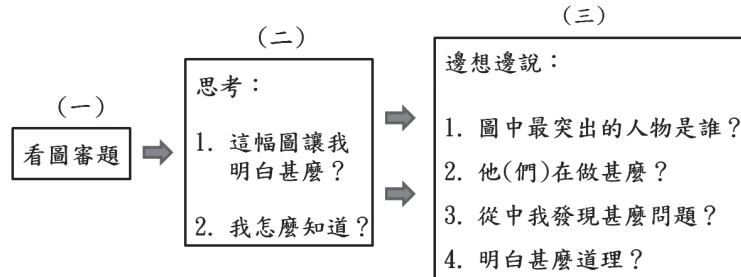 (一)
看圖審題
(二)
思考：
1. 這幅圖讓我
明白甚麼？
2. 我怎麼知道？
(三)
邊想邊說：
1. 圖中最突出的人物是誰？
2. 他(們)在做甚麼？
3. 從中我發現甚麼問題？
4. 明白甚麼道理？